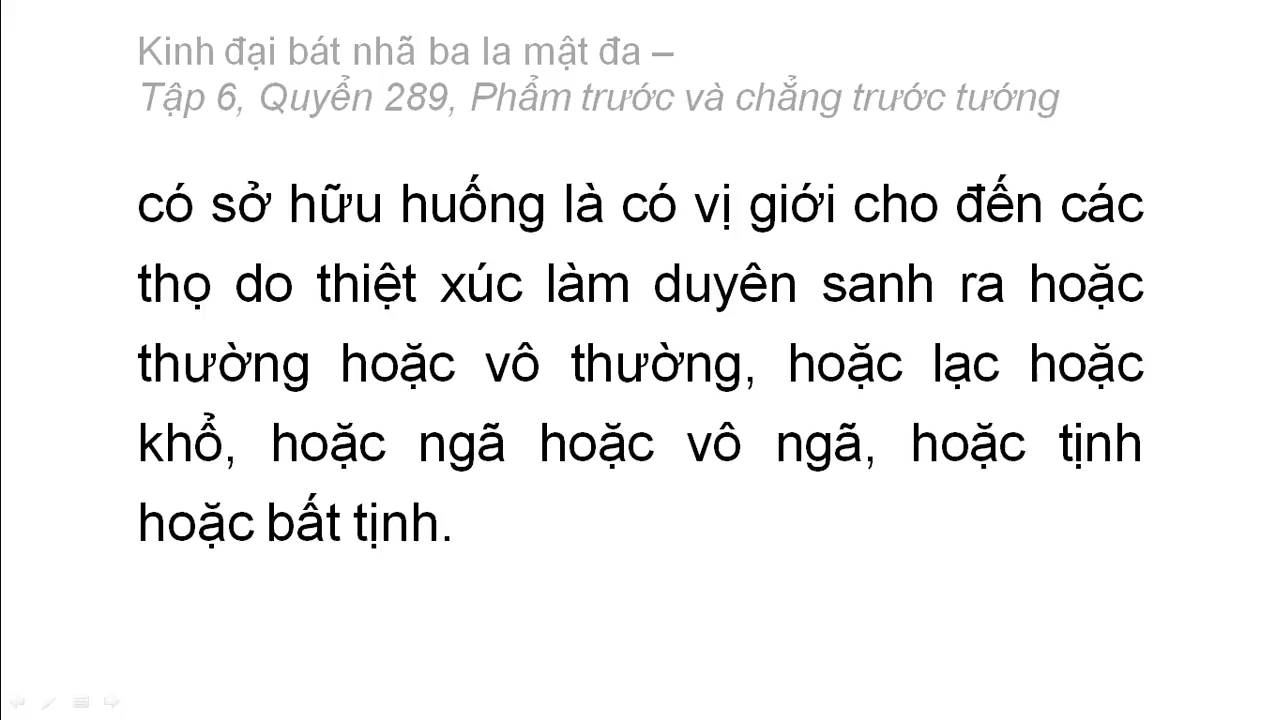 Kinh đại bát nhã ba la mật đa –
Tập 6, Quyển 289, Phẩm trước và chẳng trước tướng
có sở hữu huống là có vị giới cho đến các
thọ do thiệt xúc làm duyên sanh ra hoặc
thường hoặc vô thường, hoặc lạc hoặc
khổ, hoặc ngã hoặc vô ngã, hoặc tịnh
hoặc bất tịnh.